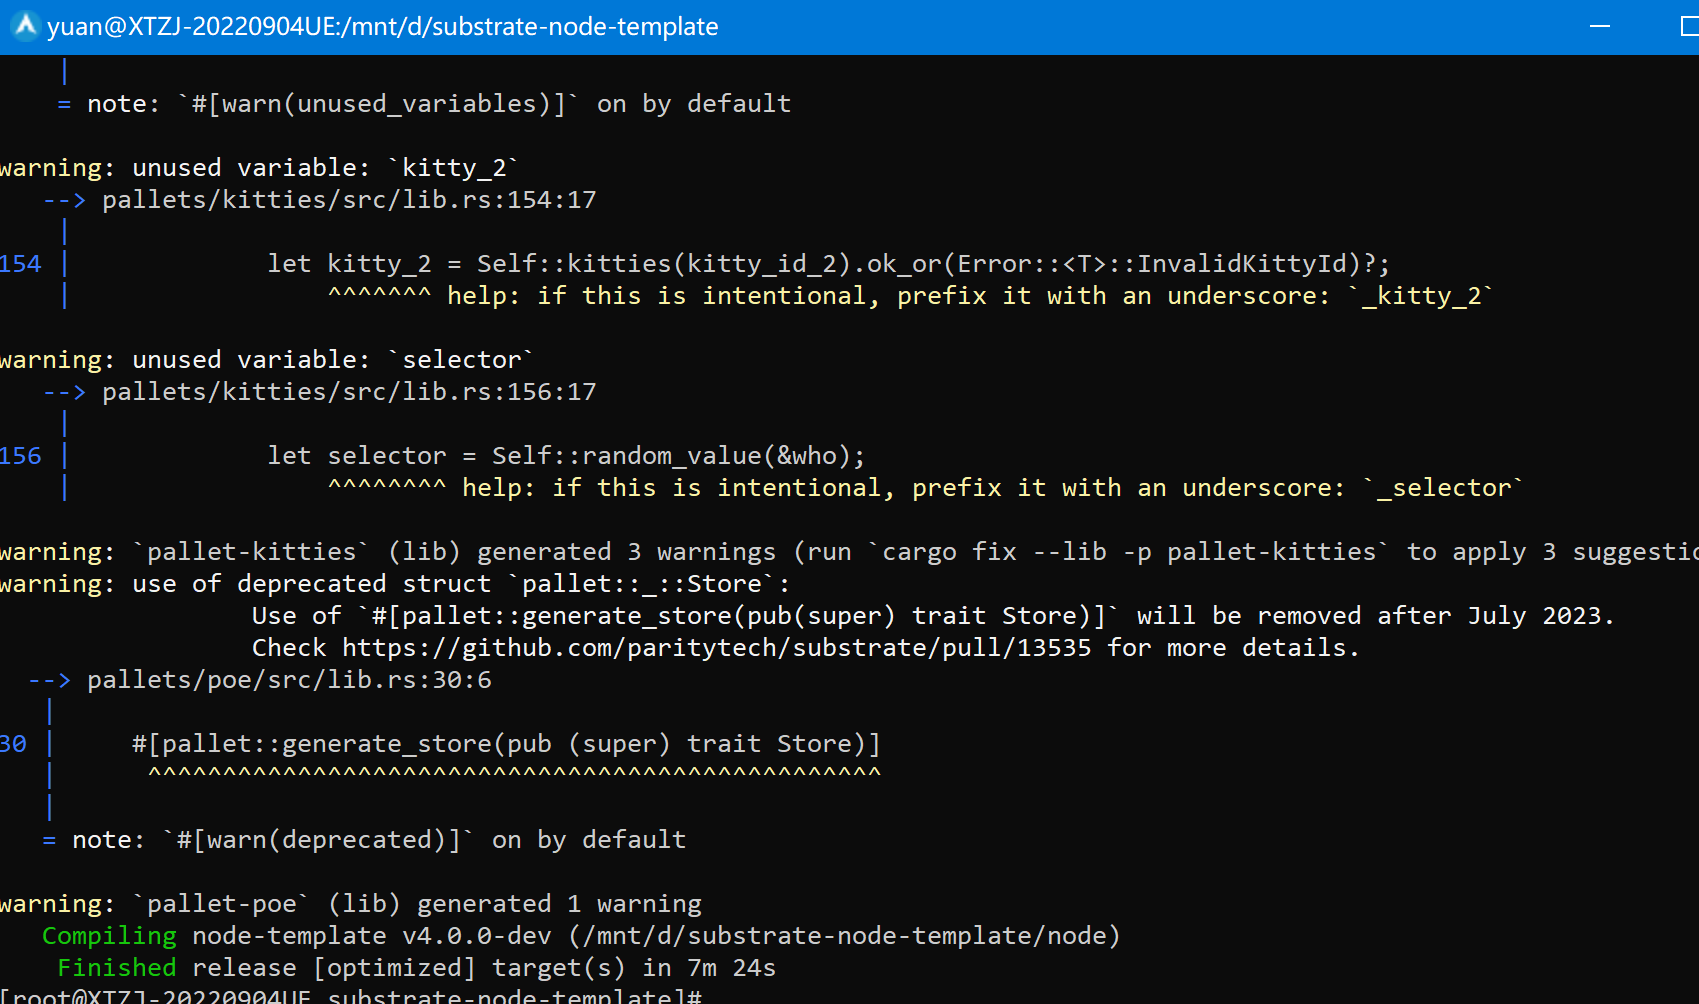 yuan@XTZJ-20220904UE:/mnt/d/substrate-node-template
|
= note: `#[warn(unused_variables)]` on by default
warning: unused variable: `kitty_2`
--> pallets/kitties/src/lib.rs:154:17
|
154 | let kitty_2 = Self::kitties(kitty_id_2).ok_or(Error::<T>::InvalidKittyId)?;
| ^^^^^^^ help: if this is intentional, prefix it with an underscore: `_kitty_2`
warning: unused variable: `selector`
--> pallets/kitties/src/lib.rs:156:17
|
156 | let selector = Self::random_value(&who);
| ^^^^^^^^ help: if this is intentional, prefix it with an underscore: `_selector`
warning: `pallet-kitties` (lib) generated 3 warnings (run `cargo fix --lib -p pallet-kitties` to apply 3 suggestic
warning: use of deprecated struct `pallet::_::Store`:
Use of `#[pallet::generate_store(pub(super) trait Store)]` will be removed after July 2023.
Check https://github.com/paritytech/substrate/pull/13535 for more details.
--> pallets/poe/src/lib.rs:30:6
|
30 | #[pallet::generate_store(pub (super) trait Store)]
| ^^^^^^^^^^^^^^^^^^^^^^^^^^^^^^^^^^^^^^^^^^^^^^^^^
|
= note: `#[warn(deprecated)]` on by default
warning: `pallet-poe` (lib) generated 1 warning
Compiling node-template v4.0.0-dev (/mnt/d/substrate-node-template/node)
Finished release [optimized] target(s) in 7m 24s
[root@XTZJ-20220904UE substrate-node-template]#